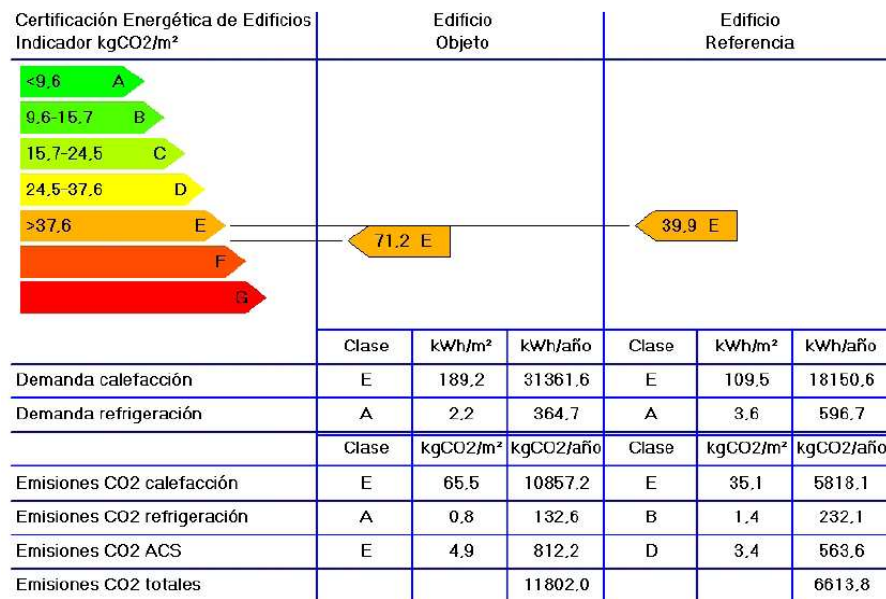 Certificación Energética de Edificios
Indicador kgCO2/m²
Edificio
Objeto
Edificio
Referencia
<9,6 A
9,6-15,7 B
15,7-24,5 C
24,5-37,6 D
>37,6 E
F
G
71,2 E
39,9 E
Clase kWh/m² kWh/año Clase kWh/m² kWh/año
Demanda calefacción E 189,2 31361,6 E 109,5 18150,6
Demanda refrigeración A 2,2 364,7 A 3,6 596,7
Clase kgCO2/m² kgCO2/año Clase kgCO2/m² kgCO2/año
Emisiones CO2 calefacción E 65,5 10857,2 E 35,1 5818,1
Emisiones CO2 refrigeración A 0,8 132,6 B 1,4 232,1
Emisiones CO2 ACS E 4,9 812,2 D 3,4 563,6
Emisiones CO2 totales 11802,0 6613,8